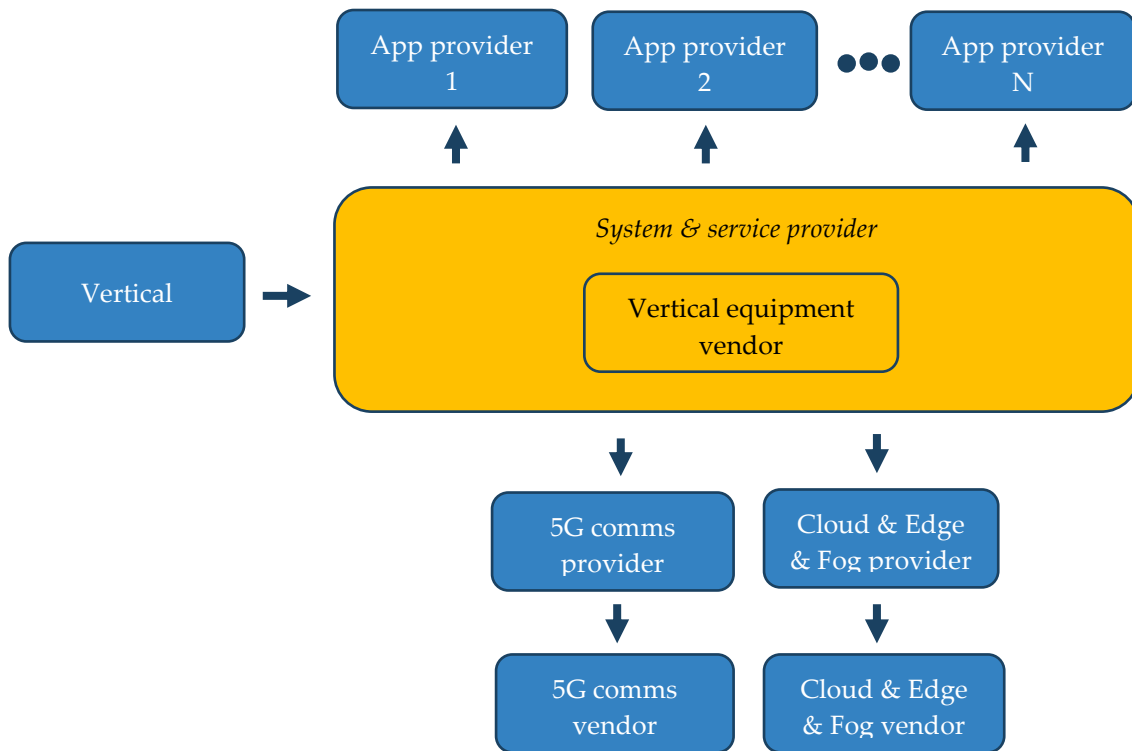 App provider
1
App provider
2
App provider
N
System & service provider
Vertical
Vertical equipment
vendor
5G comms
provider
Cloud & Edge
& Fog provider
5G comms
vendor
Cloud & Edge
& Fog vendor